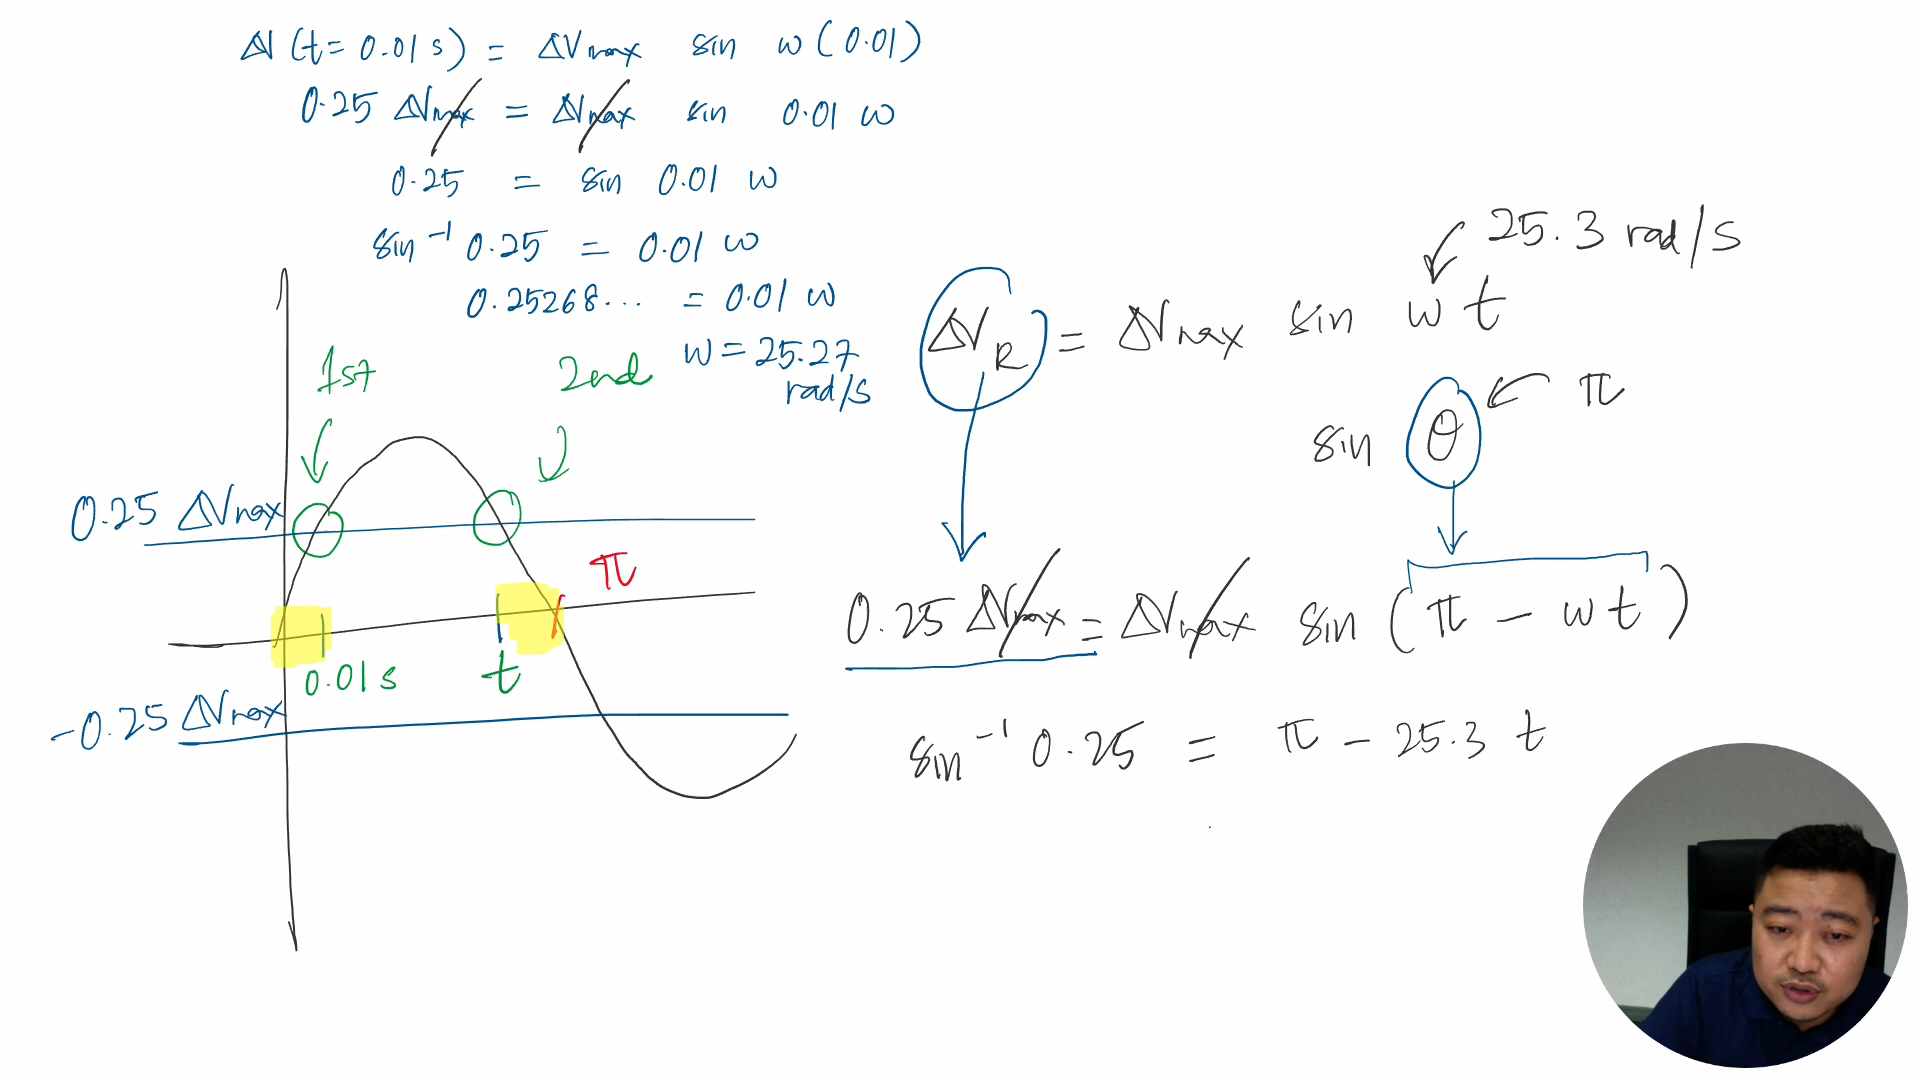 ΔV (t = 0.01 s) = ΔVmax sin ω (0.01)
0.25 ΔVmax = ΔVmax sin 0.01 ω
0.25 = sin 0.01 ω
sin⁻¹ 0.25 = 0.01 ω
0.25268... = 0.01 ω
ω = 25.27 rad/s
1st
2nd
0.25 ΔVmax
π
0.01 s
t
-0.25 ΔVmax
25.3 rad/s
ΔV_R = ΔVmax sin ω t
π
sin θ
0.25 ΔVmax = ΔVmax sin (π - ωt)
sin⁻¹ 0.25 = π - 25.3 t